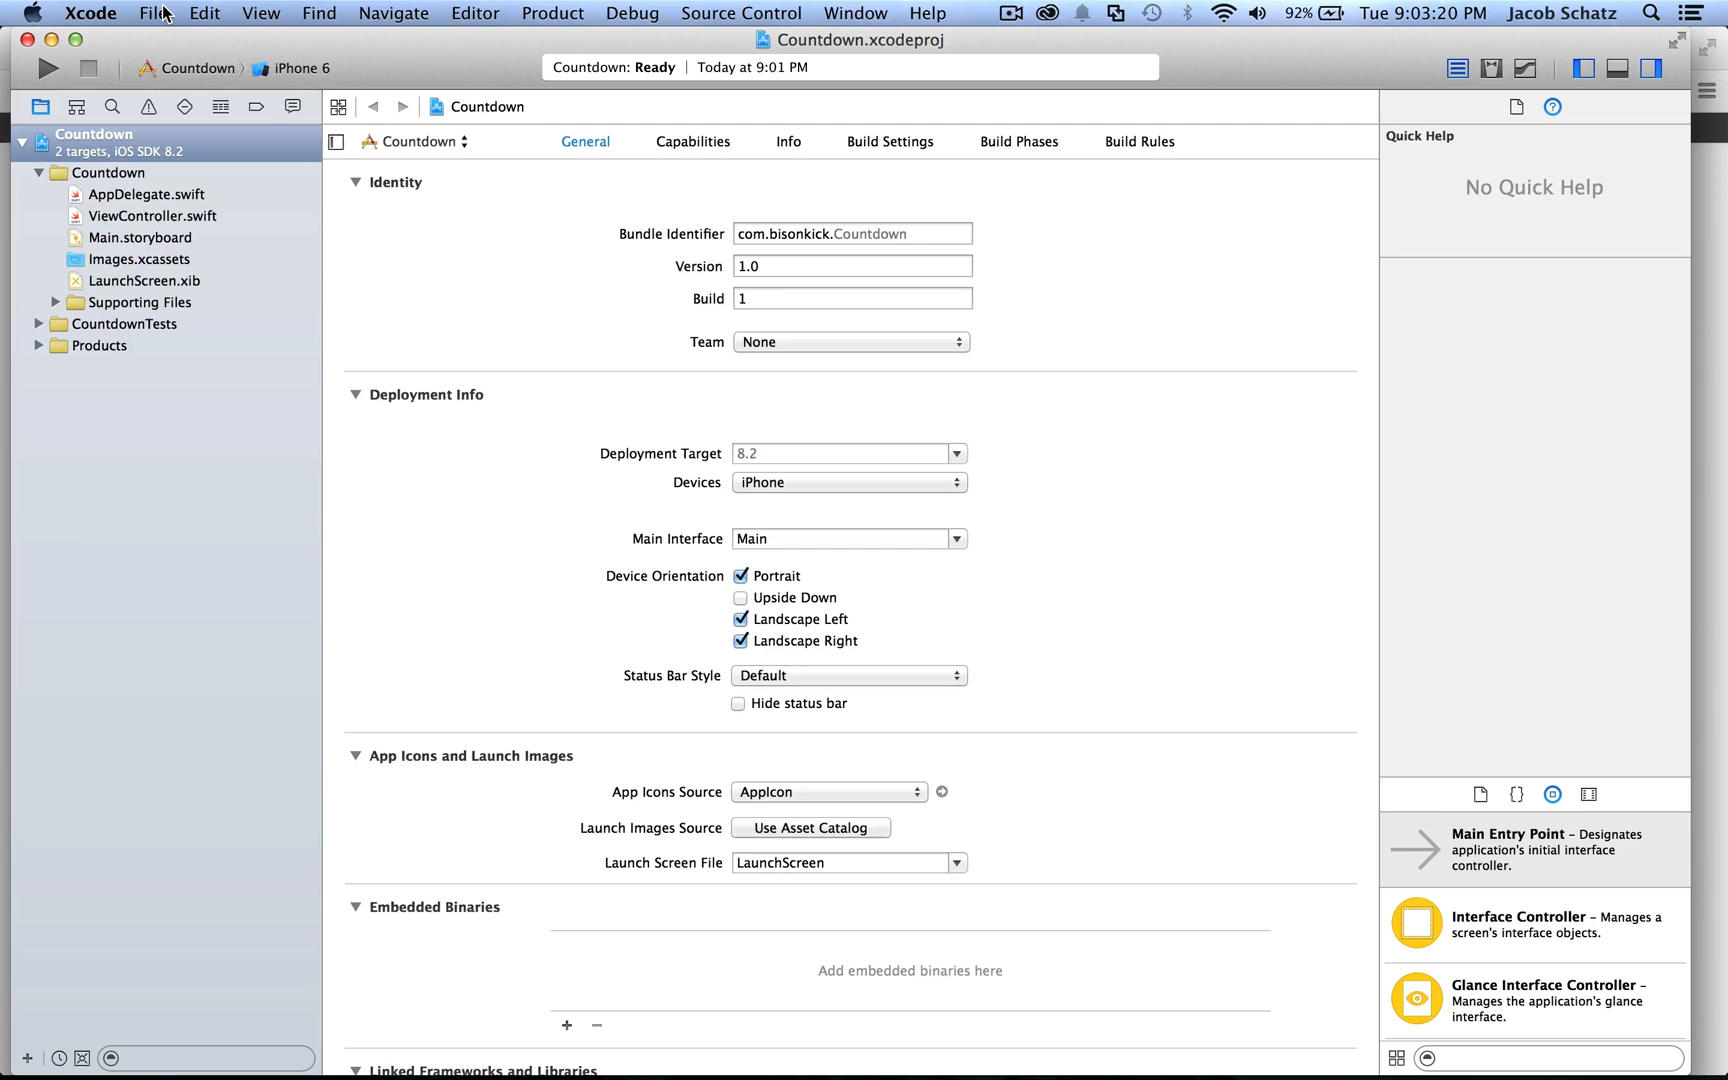 Xcode File Edit View Find Navigate Editor Product Debug Source Control Window Help 92% Tue 9:03:20 PM Jacob Schatz
Countdown.xcodeproj
Countdown iPhone 6 Countdown: Ready Today at 9:01 PM
Countdown
Countdown
2 targets, iOS SDK 8.2
Countdown
AppDelegate.swift
ViewController.swift
Main.storyboard
Images.xcassets
LaunchScreen.xib
Supporting Files
CountdownTests
Products
Countdown General Capabilities Info Build Settings Build Phases Build Rules
Identity
Bundle Identifier com.bisonkick.Countdown
Version 1.0
Build 1
Team None
Deployment Info
Deployment Target 8.2
Devices iPhone
Main Interface Main
Device Orientation Portrait
Upside Down
Landscape Left
Landscape Right
Status Bar Style Default
Hide status bar
App Icons and Launch Images
App Icons Source AppIcon
Launch Images Source Use Asset Catalog
Launch Screen File LaunchScreen
Embedded Binaries
Add embedded binaries here
+ −
Linked Frameworks and Libraries
Quick Help
No Quick Help
{}
Main Entry Point – Designates
application's initial interface
controller.
Interface Controller – Manages a
screen's interface objects.
Glance Interface Controller –
Manages the application's glance
interface.